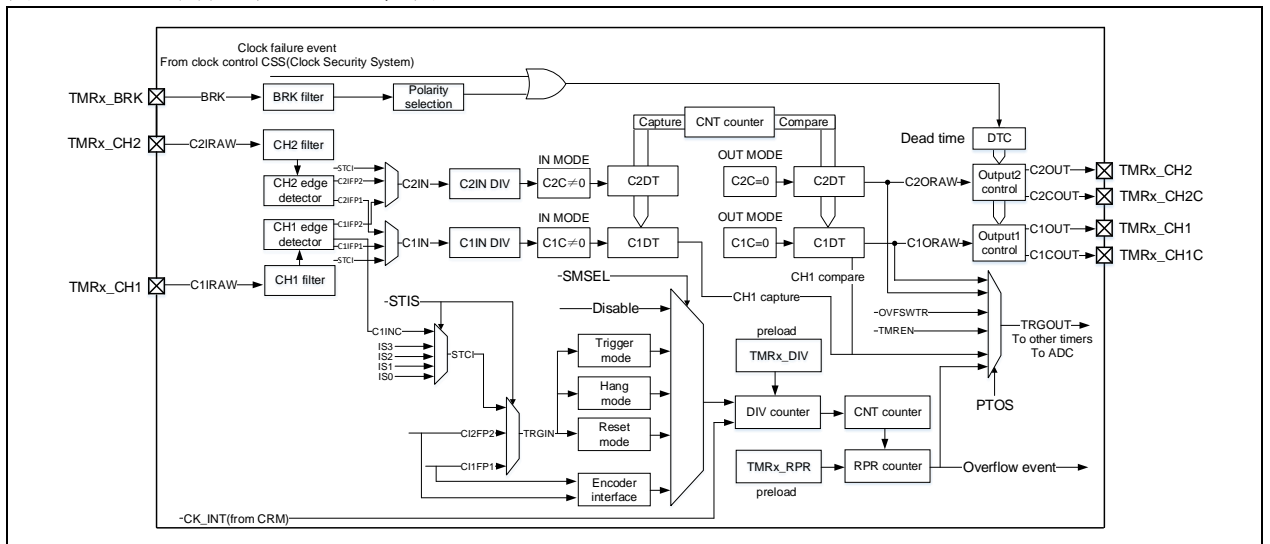 Clock failure event
From clock control CSS(Clock Security System)
TMRx_BRK
BRK
BRK filter
Polarity
selection
TMRx_CH2
C2IRAW
CH2 filter
Capture
CNT counter
Compare
Dead time
DTC
STCI
C2IFP2
CH2 edge
detector
C2IFP1
C2IN
C2IN DIV
IN MODE
C2C≠0
C2DT
OUT MODE
C2C=0
C2DT
C2ORAW
Output2
control
C2OUT
TMRx_CH2
C2COUT
TMRx_CH2C
CH1 edge
detector
C1IFP2
C1IFP1
STCI
C1IN
C1IN DIV
IN MODE
C1C≠0
C1DT
OUT MODE
C1C=0
C1DT
C1ORAW
Output1
control
C1OUT
TMRx_CH1
C1COUT
TMRx_CH1C
TMRx_CH1
C1IRAW
CH1 filter
SMSEL
CH1 compare
STIS
Disable
CH1 capture
OVFSWTR
TRGOUT
To other timers
To ADC
C1INC
IS3
IS2
IS1
IS0
STCI
Trigger
mode
preload
TMRx_DIV
TMREN
PTOS
Hang
mode
DIV counter
CNT counter
CI2FP2
TRGIN
Reset
mode
CI1FP1
Encoder
interface
TMRx_RPR
preload
RPR counter
Overflow event
CK_INT(from CRM)